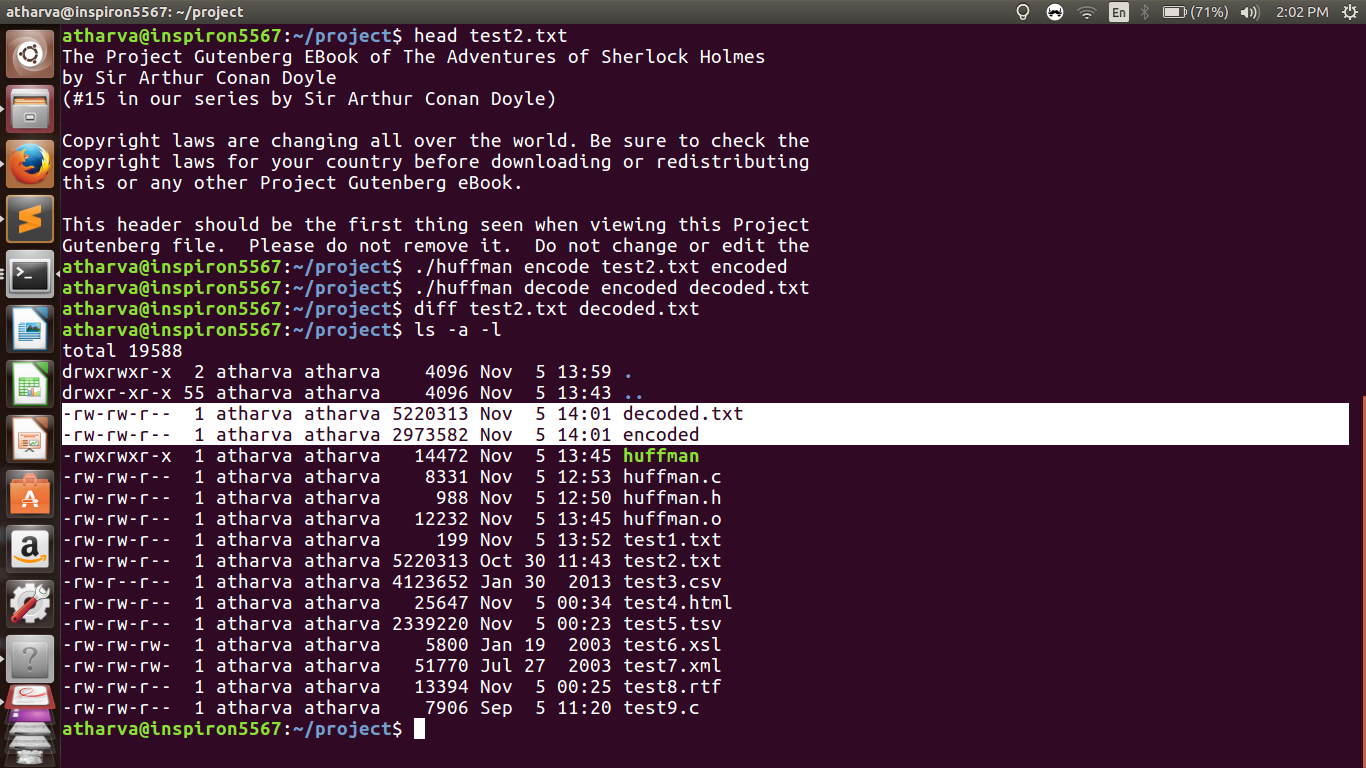 atharva@inspiron5567: ~/project En (71%) 2:02 PM
atharva@inspiron5567:~/project$ head test2.txt
The Project Gutenberg EBook of The Adventures of Sherlock Holmes
by Sir Arthur Conan Doyle
(#15 in our series by Sir Arthur Conan Doyle)

Copyright laws are changing all over the world. Be sure to check the
copyright laws for your country before downloading or redistributing
this or any other Project Gutenberg eBook.

This header should be the first thing seen when viewing this Project
Gutenberg file.  Please do not remove it.  Do not change or edit the
atharva@inspiron5567:~/project$ ./huffman encode test2.txt encoded
atharva@inspiron5567:~/project$ ./huffman decode encoded decoded.txt
atharva@inspiron5567:~/project$ diff test2.txt decoded.txt
atharva@inspiron5567:~/project$ ls -a -l
total 19588
drwxrwxr-x  2 atharva atharva    4096 Nov  5 13:59 .
drwxr-xr-x 55 atharva atharva    4096 Nov  5 13:43 ..
-rw-rw-r--  1 atharva atharva 5220313 Nov  5 14:01 decoded.txt
-rw-rw-r--  1 atharva atharva 2973582 Nov  5 14:01 encoded
-rwxrwxr-x  1 atharva atharva   14472 Nov  5 13:45 huffman
-rw-rw-r--  1 atharva atharva    8331 Nov  5 12:53 huffman.c
-rw-rw-r--  1 atharva atharva     988 Nov  5 12:50 huffman.h
-rw-rw-r--  1 atharva atharva   12232 Nov  5 13:45 huffman.o
-rw-rw-r--  1 atharva atharva     199 Nov  5 13:52 test1.txt
-rw-rw-r--  1 atharva atharva 5220313 Oct 30 11:43 test2.txt
-rw-r--r--  1 atharva atharva 4123652 Jan 30  2013 test3.csv
-rw-rw-r--  1 atharva atharva   25647 Nov  5 00:34 test4.html
-rw-rw-r--  1 atharva atharva 2339220 Nov  5 00:23 test5.tsv
-rw-rw-rw-  1 atharva atharva    5800 Jan 19  2003 test6.xsl
-rw-rw-rw-  1 atharva atharva   51770 Jul 27  2003 test7.xml
-rw-rw-r--  1 atharva atharva   13394 Nov  5 00:25 test8.rtf
-rw-rw-r--  1 atharva atharva    7906 Sep  5 11:20 test9.c
atharva@inspiron5567:~/project$